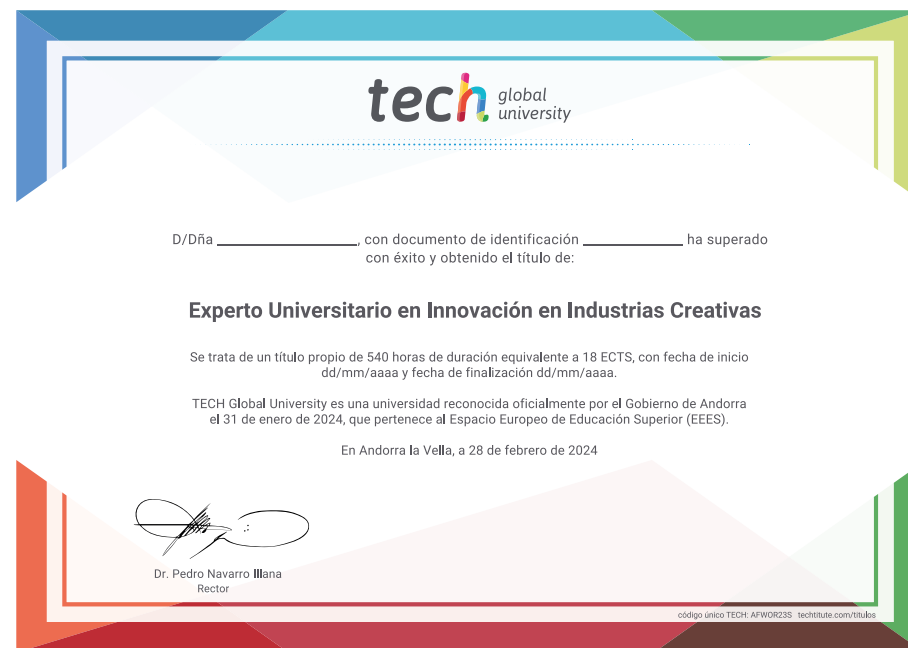 tech global university
D/Dña ________________, con documento de identificación ____________ ha superado
con éxito y obtenido el título de:
Experto Universitario en Innovación en Industrias Creativas
Se trata de un título propio de 540 horas de duración equivalente a 18 ECTS, con fecha de inicio
dd/mm/aaaa y fecha de finalización dd/mm/aaaa.
TECH Global University es una universidad reconocida oficialmente por el Gobierno de Andorra
el 31 de enero de 2024, que pertenece al Espacio Europeo de Educación Superior (EEES).
En Andorra la Vella, a 28 de febrero de 2024
Dr. Pedro Navarro Illana
Rector
código único TECH: AFWOR23S techtitute.com/titulos